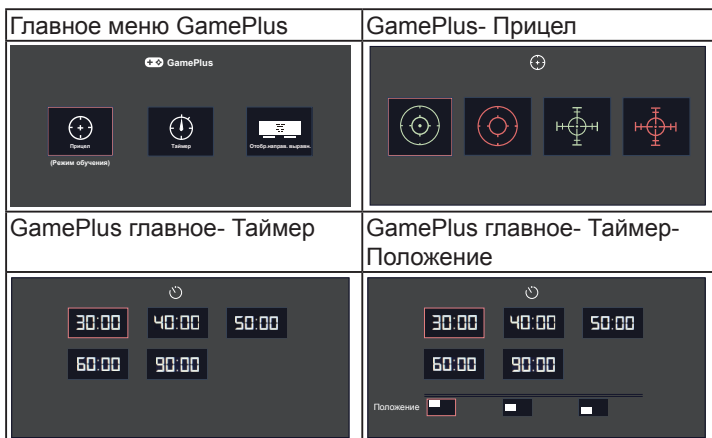 Главное меню GamePlus
GamePlus- Прицел
GamePlus
Прицел
Таймер
Отобр.направ. выравн.
(Режим обучения)
GamePlus главное- Таймер
GamePlus главное- Таймер-
Положение
30:00 40:00 50:00
60:00 90:00
30:00 40:00 50:00
60:00 90:00
Положение